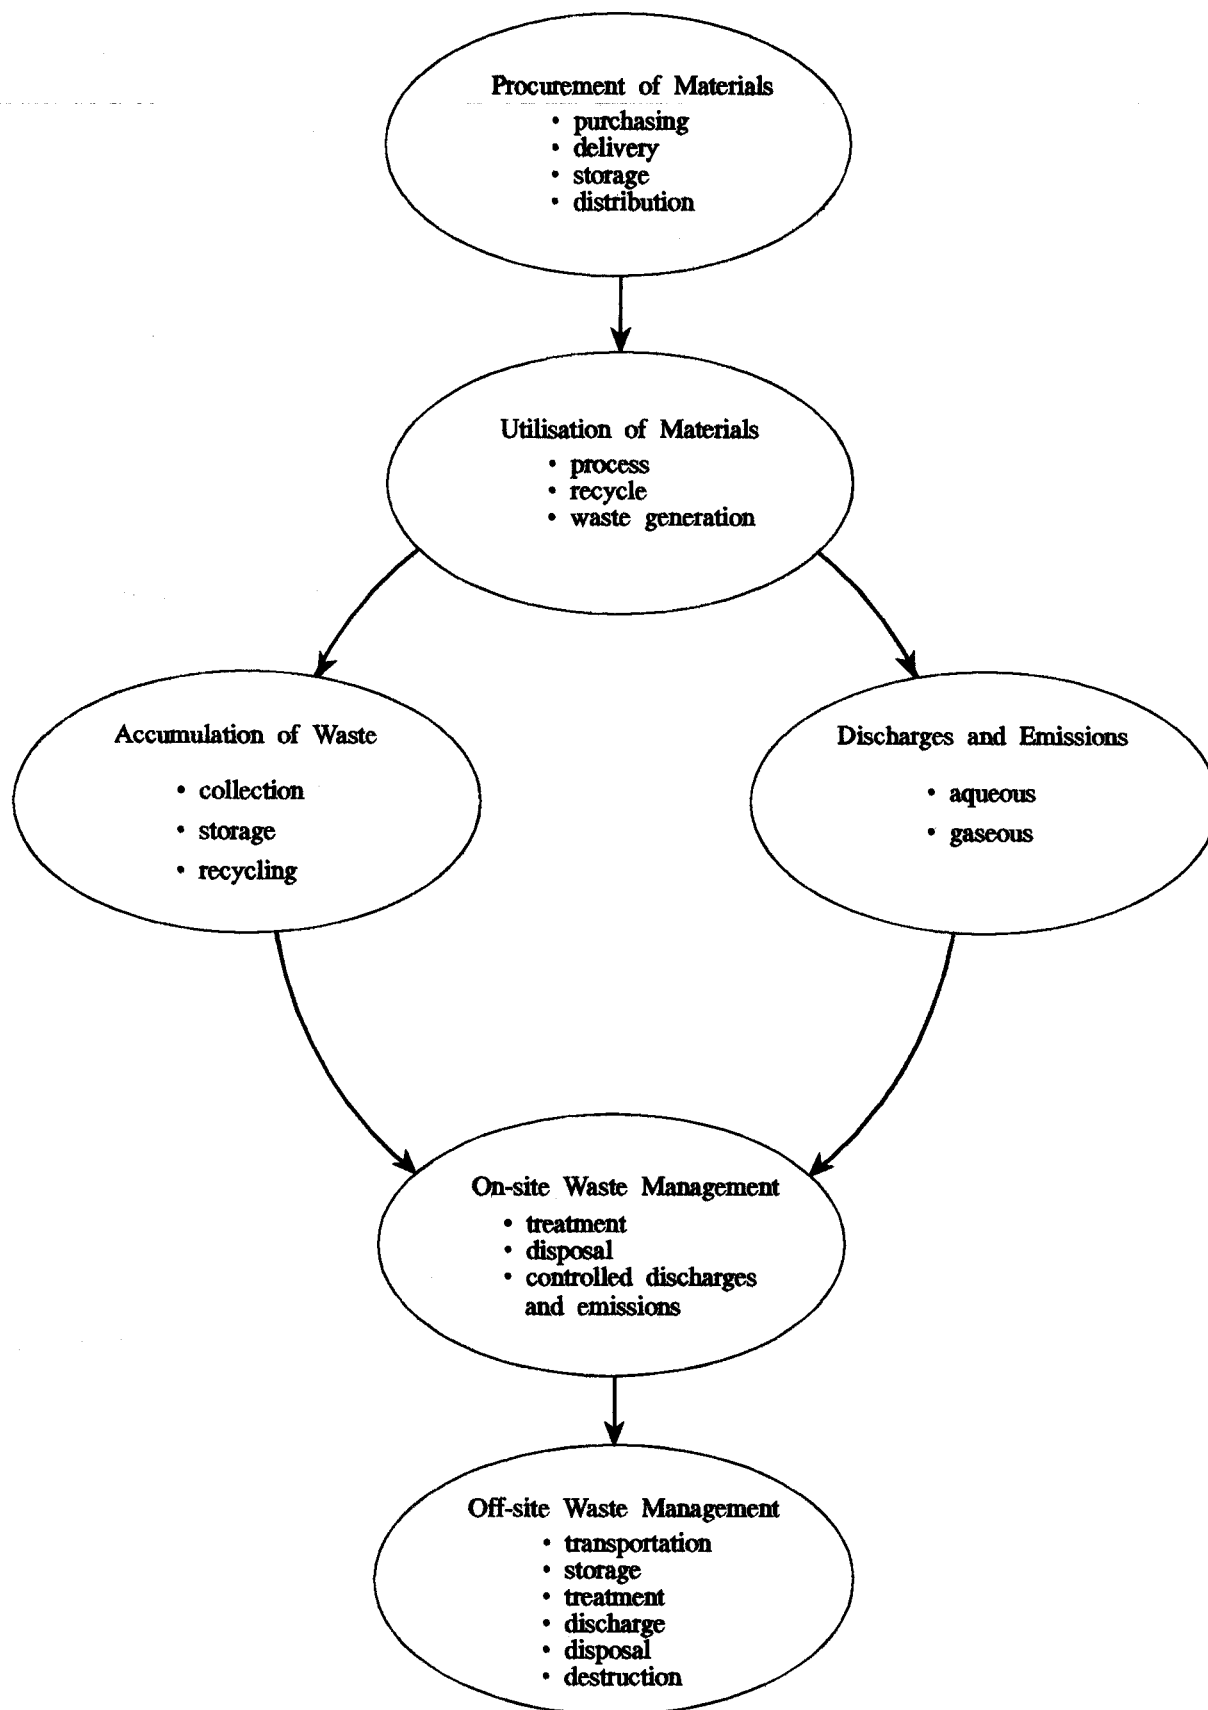 Procurement of Materials
• purchasing
• delivery
• storage
• distribution
Utilisation of Materials
• process
• recycle
• waste generation
Accumulation of Waste
• collection
• storage
• recycling
Discharges and Emissions
• aqueous
• gaseous
On-site Waste Management
• treatment
• disposal
• controlled discharges
and emissions
Off-site Waste Management
• transportation
• storage
• treatment
• discharge
• disposal
• destruction